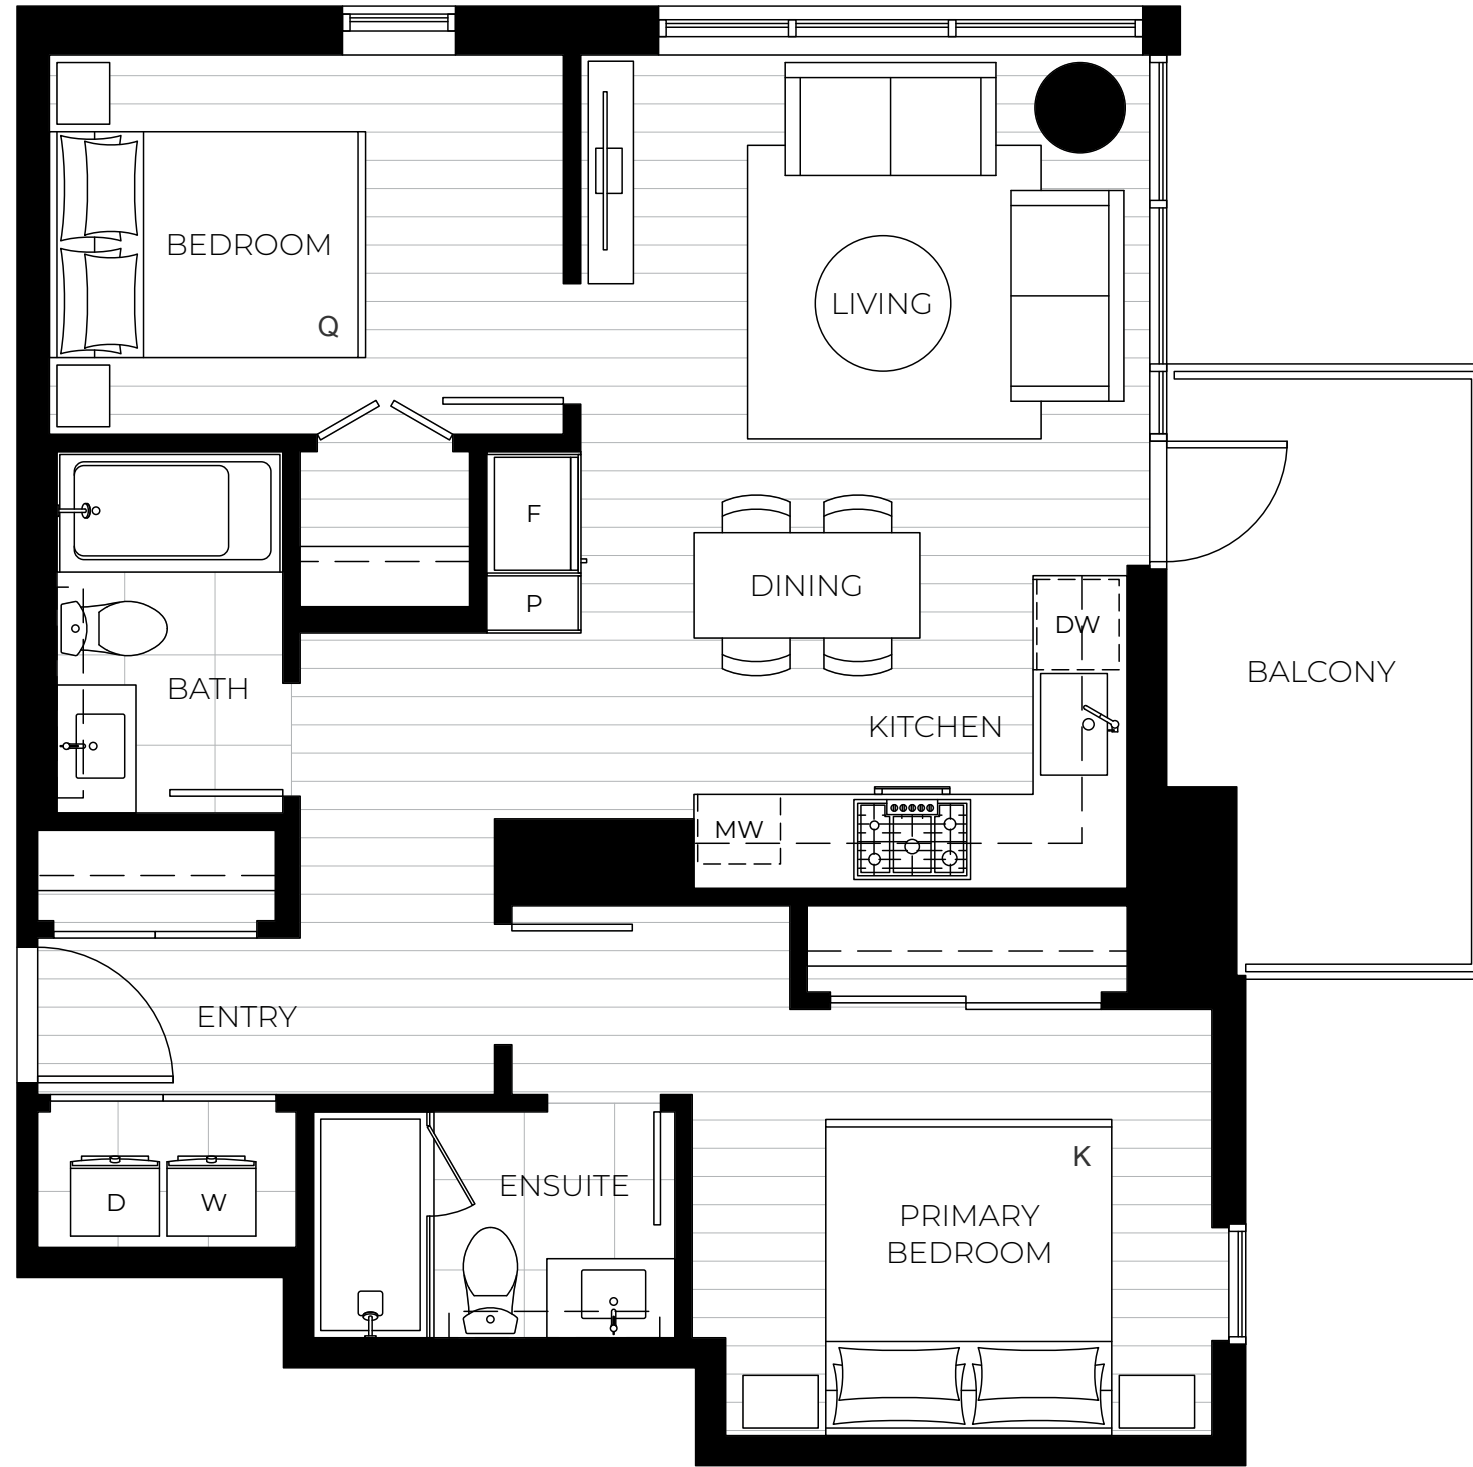 BEDROOM
Q
LIVING
F
P
DINING
DW
BATH
KITCHEN
BALCONY
MW
ENTRY
D
W
ENSUITE
K
PRIMARY
BEDROOM